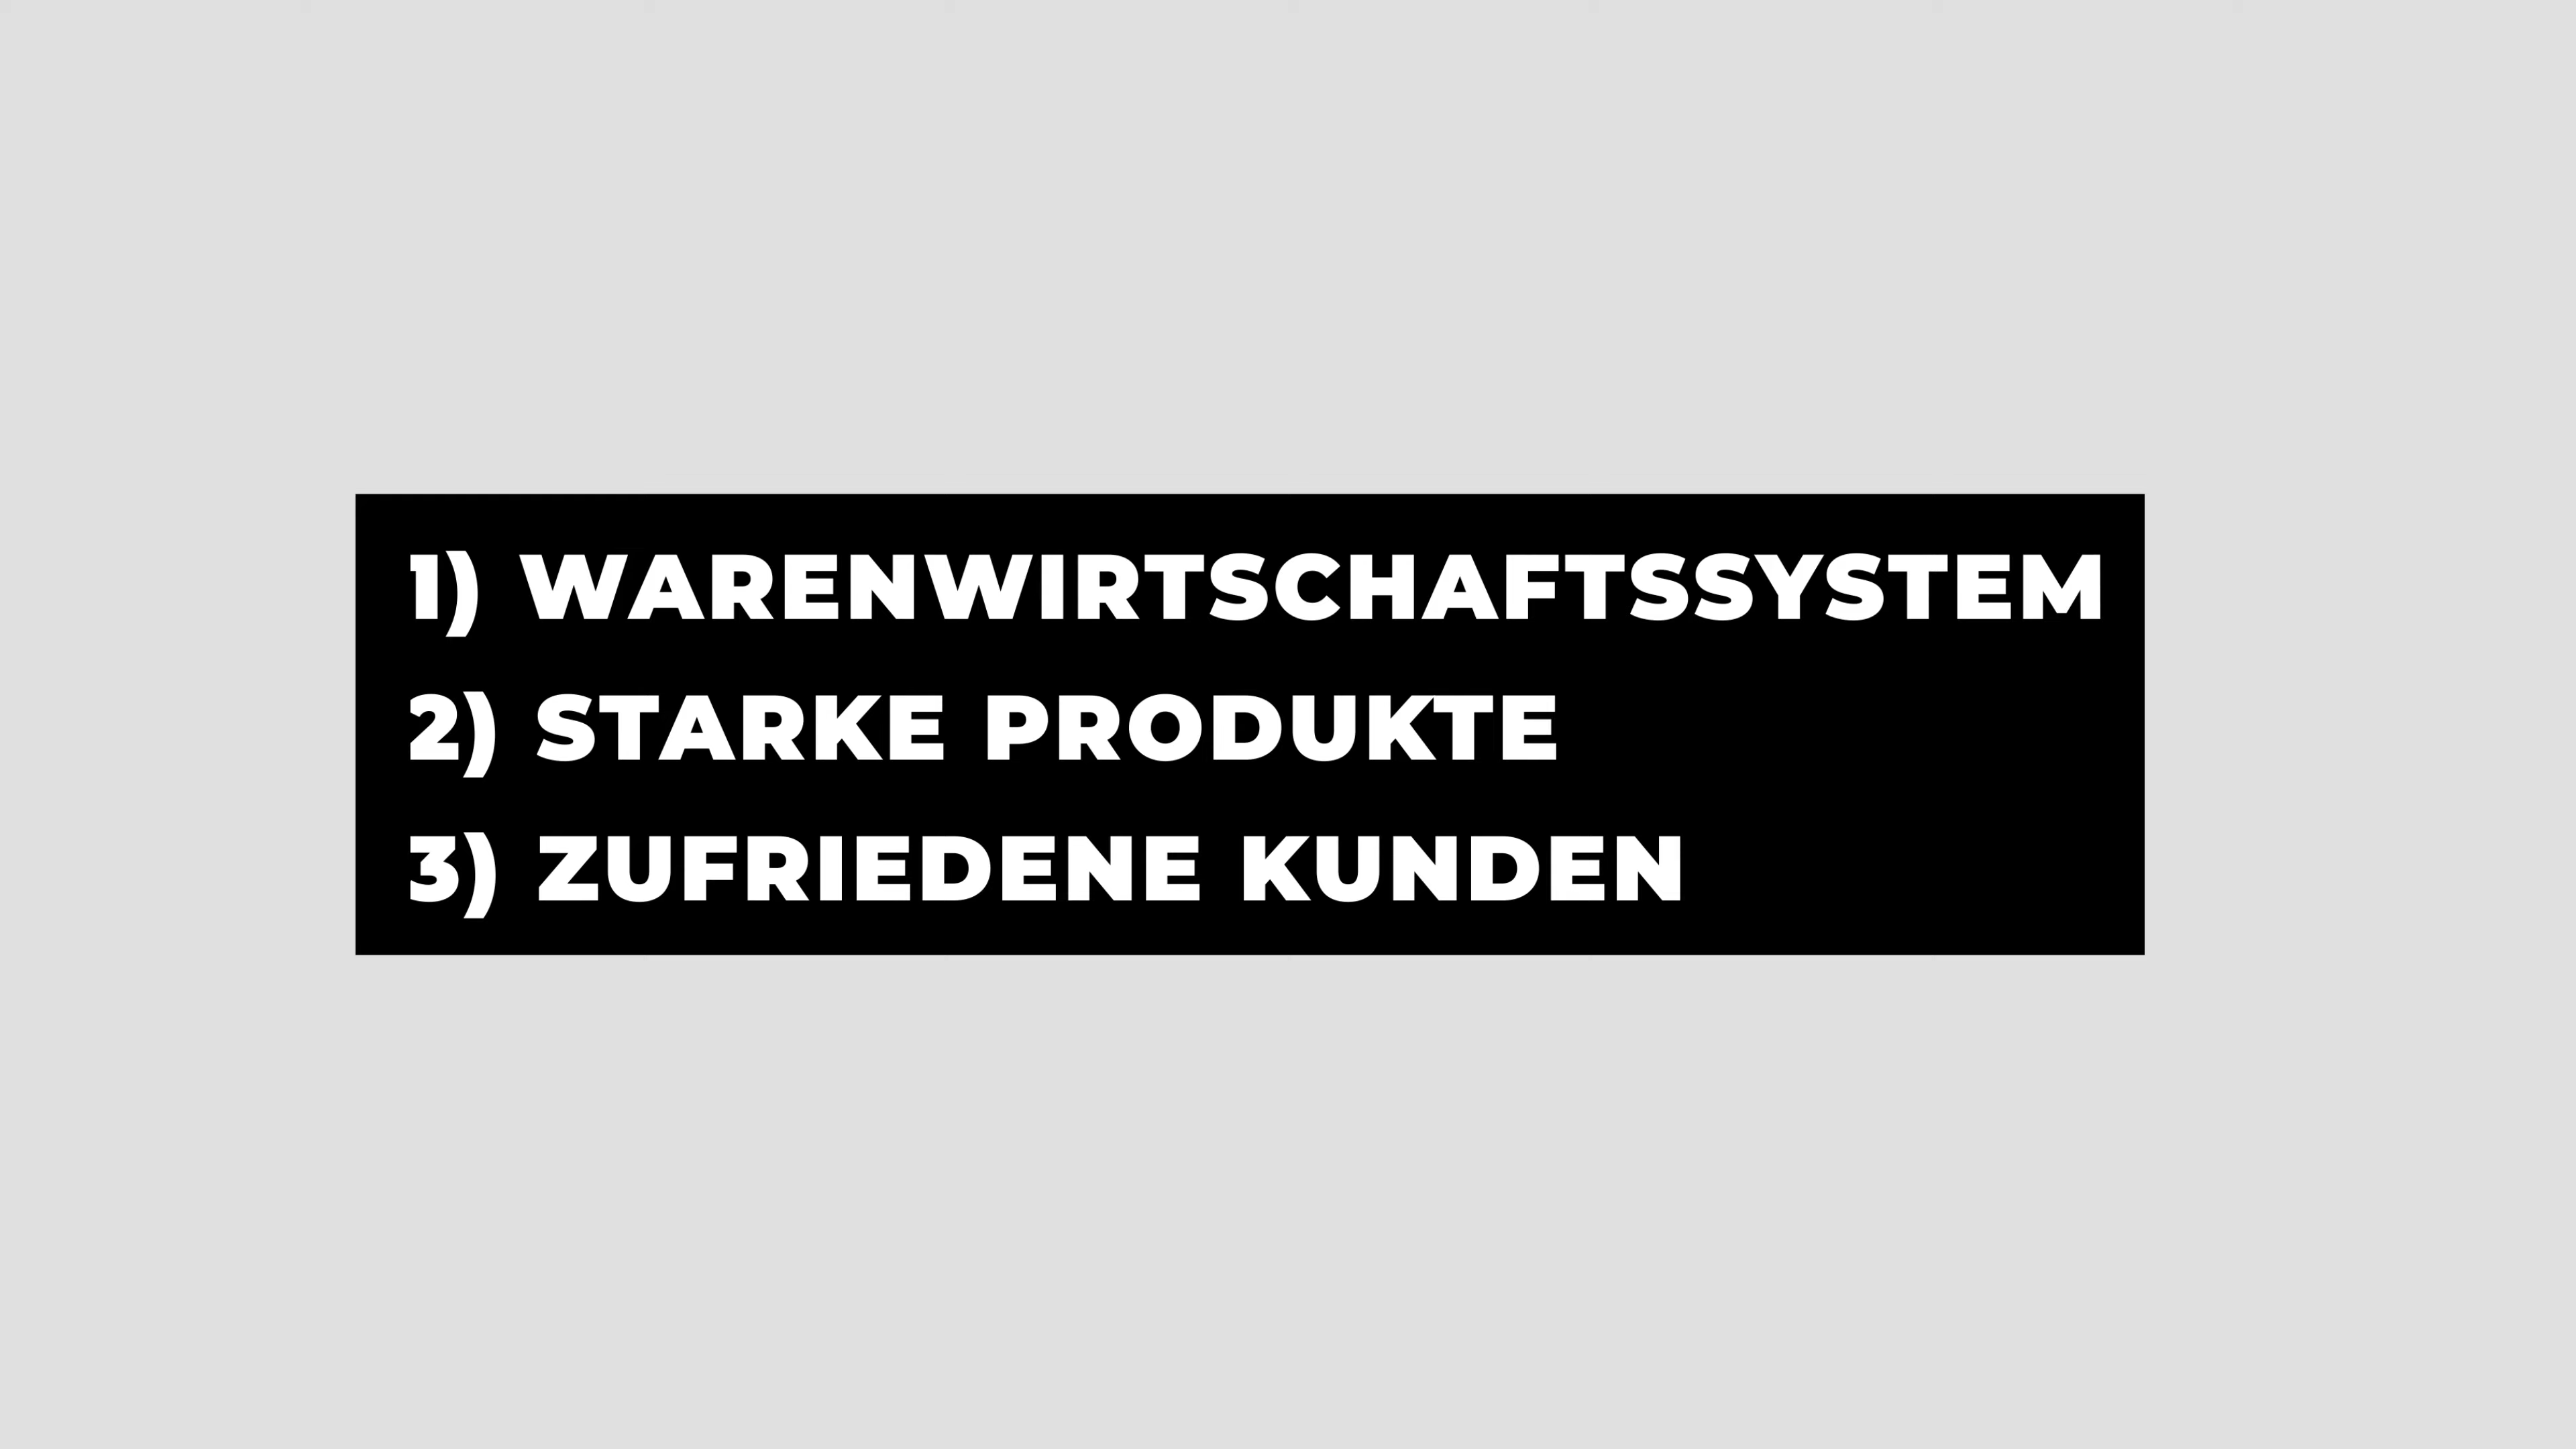 1) WARENWIRTSCHAFTSSYSTEM
2) STARKE PRODUKTE
3) ZUFRIEDENE KUNDEN